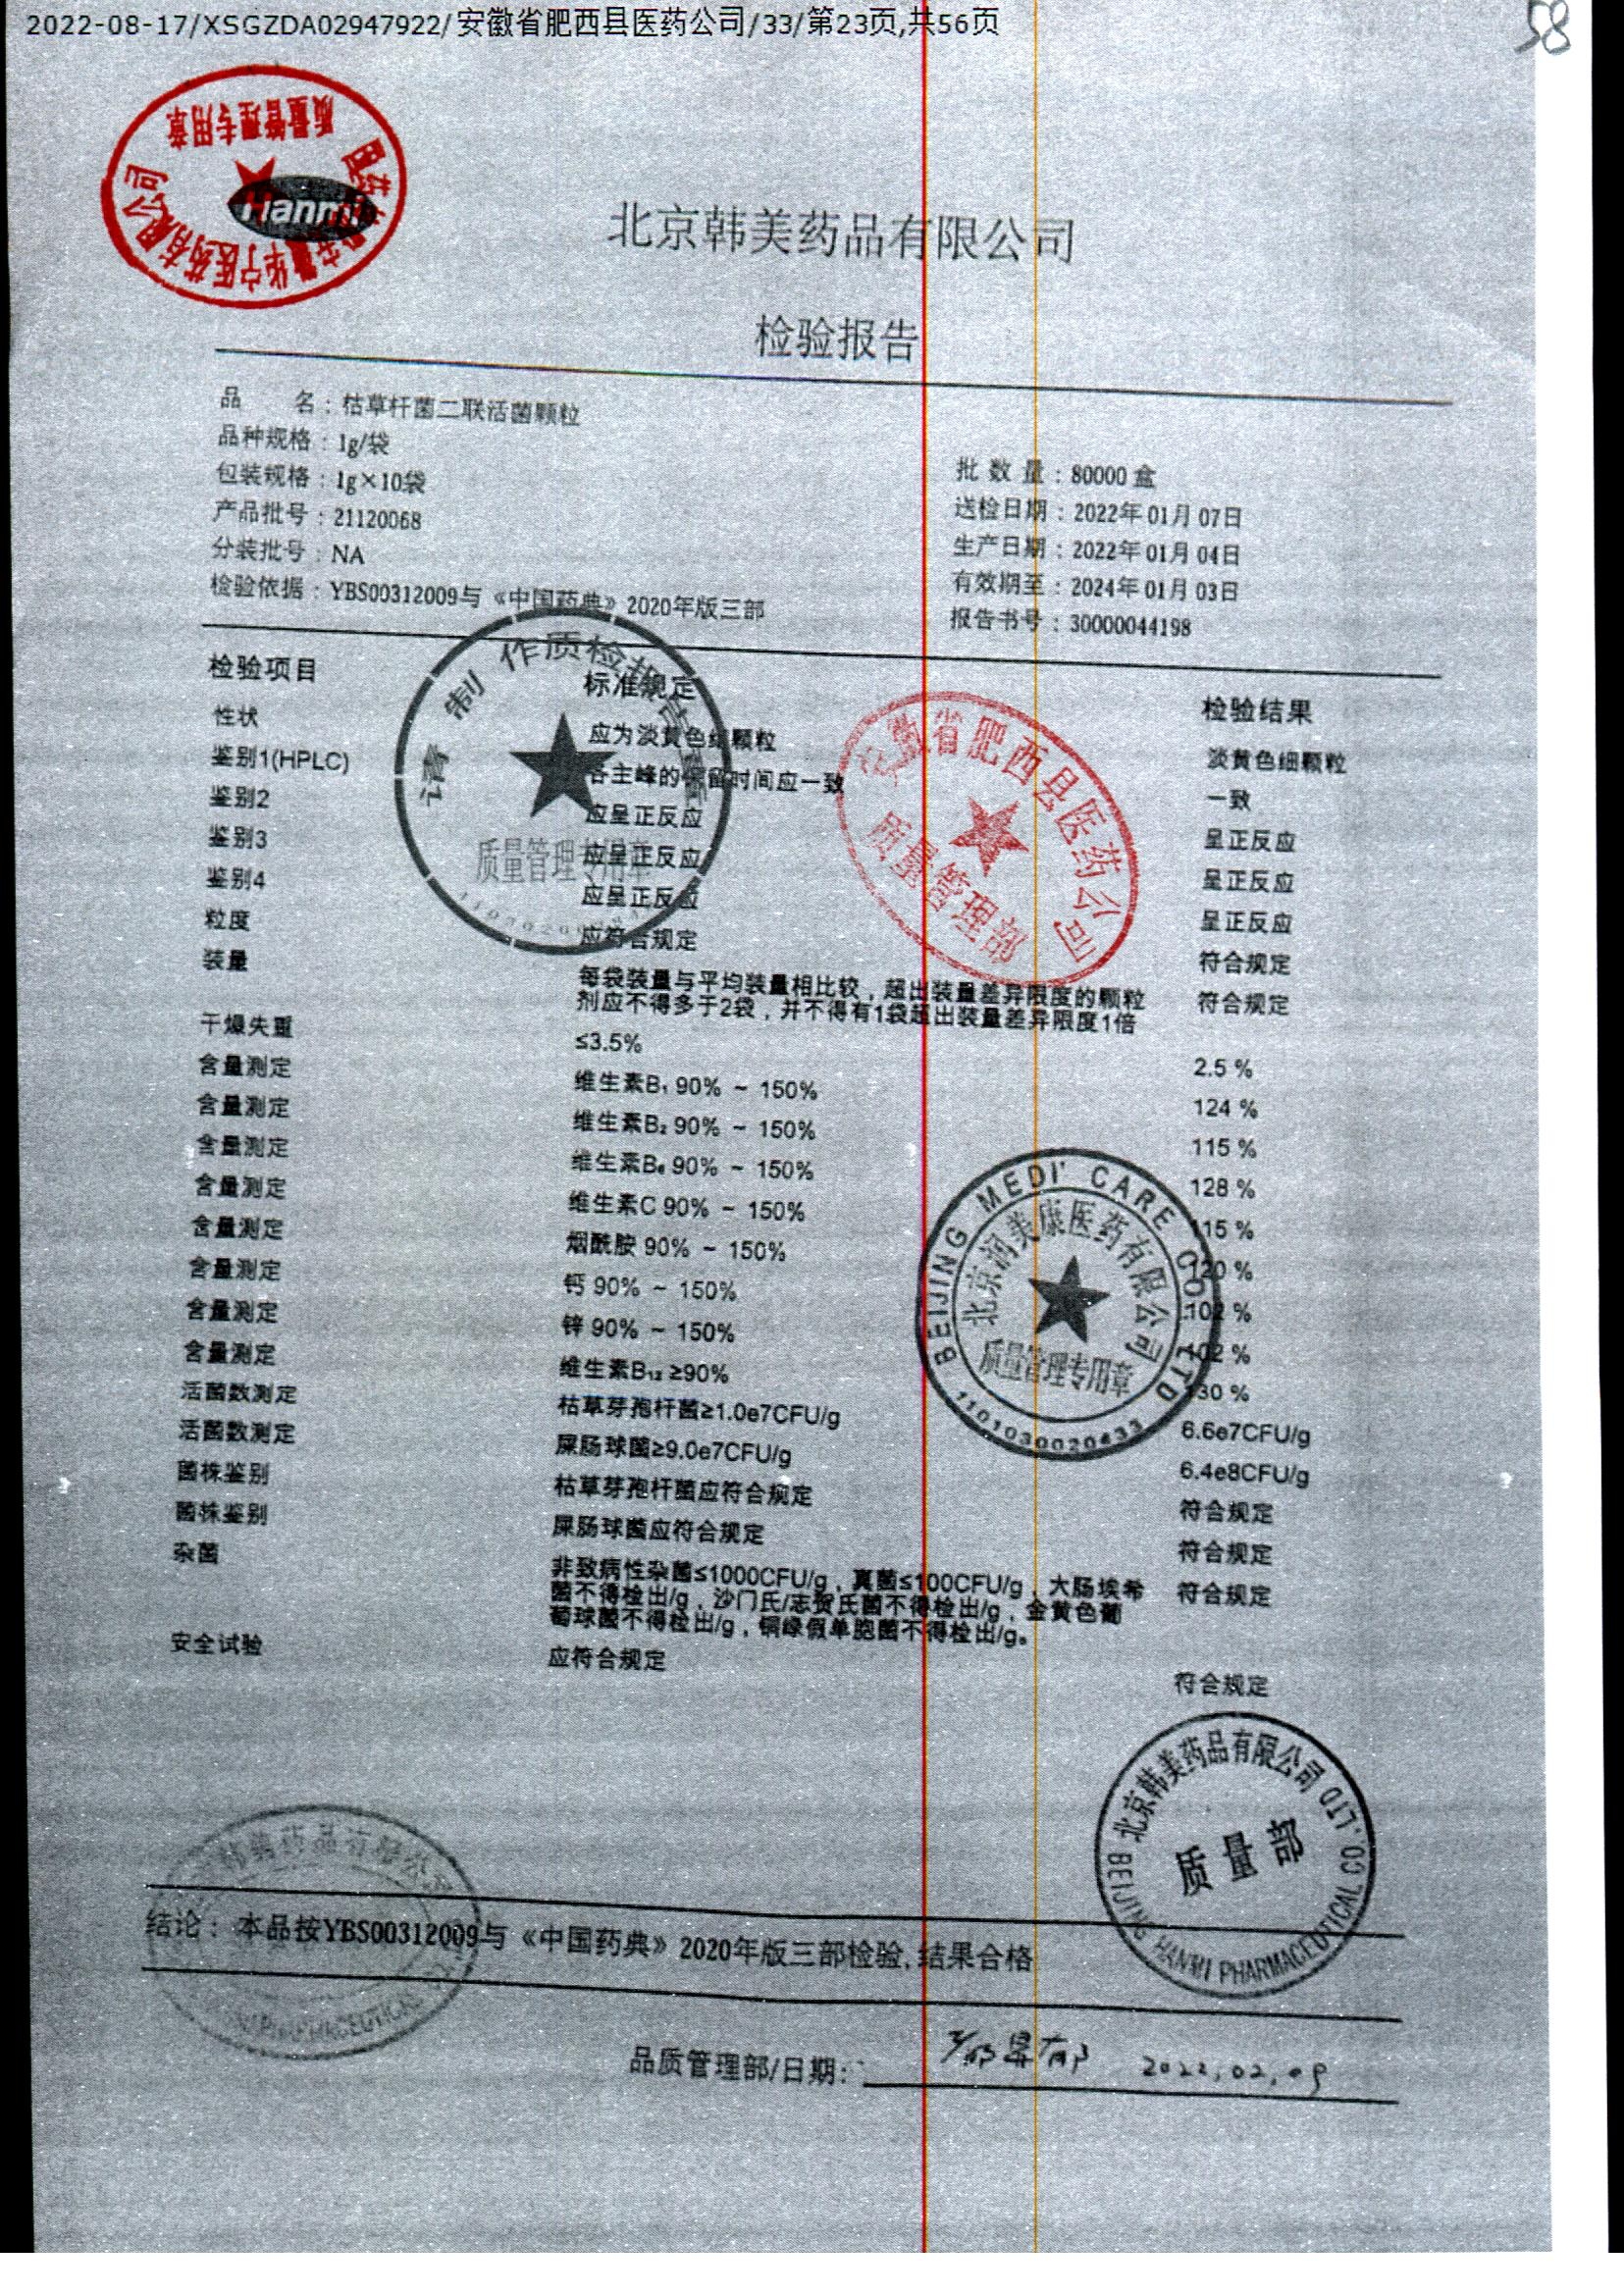 2022-08-17/XSGZDA02947922/安徽省肥西县医药公司/33/第23页,共56页
58
质量管理专用章
Hanmi
北京韩美药品有限公司
检验报告
品 名：枯草杆菌二联活菌颗粒
品种规格：1g/袋
包装规格：1g×10袋
产品批号：21120068
分装批号：NA
检验依据：YBS00312009与《中国药典》2020年版三部
批 数 量：80000 盒
送检日期：2022年01月07日
生产日期：2022年01月04日
有效期至：2024年01月03日
报告书号：30000044198
检验项目 标准规定 检验结果
性状 应为淡黄色细颗粒 淡黄色细颗粒
鉴别1(HPLC) 各主峰的保留时间应一致 一致
鉴别2 应呈正反应 呈正反应
鉴别3 应呈正反应 呈正反应
鉴别4 应呈正反应 呈正反应
粒度 应符合规定 符合规定
装量 每袋装量与平均装量相比较，超出装量差异限度的颗粒 符合规定
剂应不得多于2袋，并不得有1袋超出装量差异限度1倍
干燥失重 ≤3.5% 2.5 %
含量测定 维生素B₁ 90% ~ 150% 124 %
含量测定 维生素B₂ 90% ~ 150% 115 %
含量测定 维生素B₆ 90% ~ 150% 128 %
含量测定 维生素C 90% ~ 150% 115 %
含量测定 烟酰胺 90% ~ 150% 120 %
含量测定 钙 90% ~ 150% 102 %
含量测定 锌 90% ~ 150% 102 %
含量测定 维生素B₁₂ ≥90% 130 %
活菌数测定 枯草芽孢杆菌≥1.0e7CFU/g 6.6e7CFU/g
活菌数测定 屎肠球菌≥9.0e7CFU/g 6.4e8CFU/g
菌株鉴别 枯草芽孢杆菌应符合规定 符合规定
菌株鉴别 屎肠球菌应符合规定 符合规定
杂菌 非致病性杂菌≤1000CFU/g，真菌≤100CFU/g，大肠埃希 符合规定
菌不得检出/g，沙门氏/志贺氏菌不得检出/g，金黄色葡
萄球菌不得检出/g，铜绿假单胞菌不得检出/g。
安全试验 应符合规定 符合规定
质量管理专用章
安徽省肥西县医药公司
质量管理部
BEIJING MEDI' CARE CO. LTD
北京润美康医药有限公司
质量管理专用章
1101030020433
北京韩美药品有限公司
质量部
BEIJING HANMI PHARMACEUTICAL CO.,LTD
结论：本品按YBS00312009与《中国药典》2020年版三部检验,结果合格
品质管理部/日期:
2022.02.09